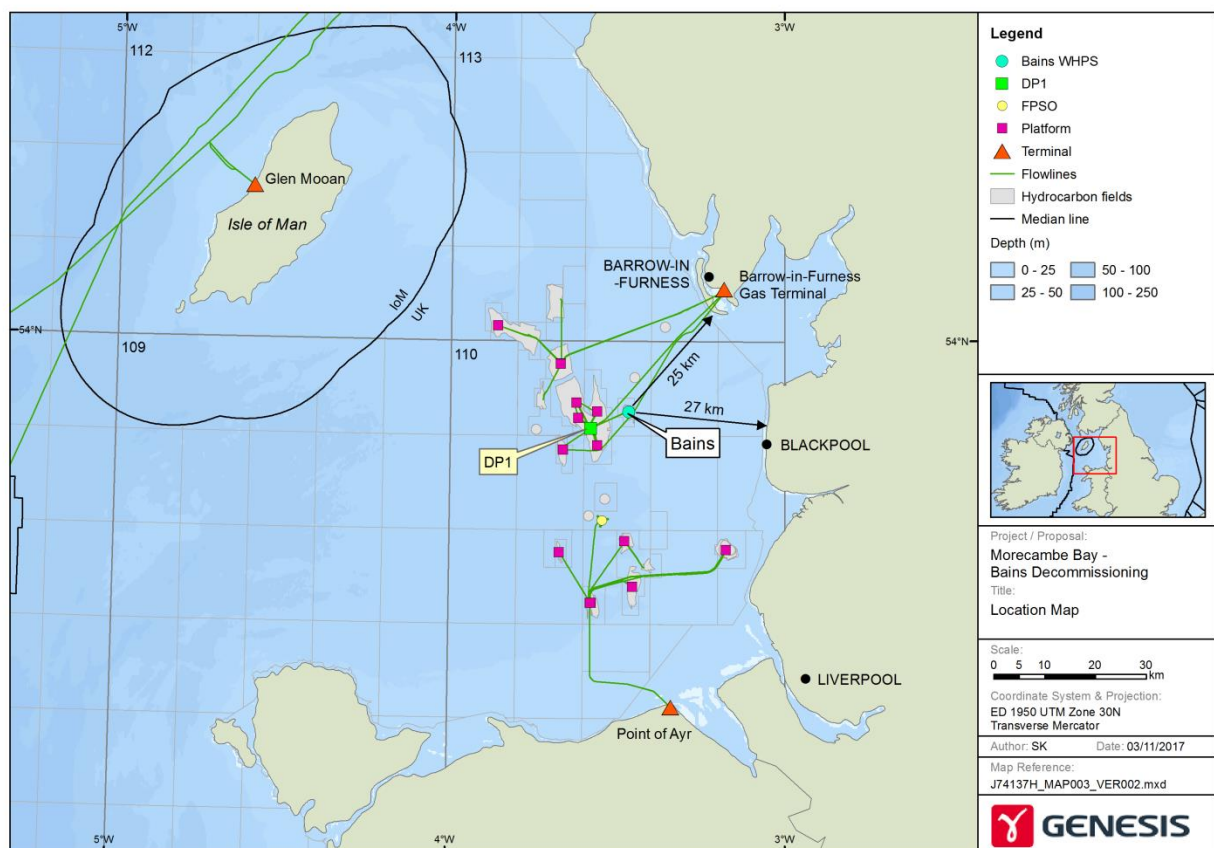 5°W
4°W
3°W
112
113
Glen Mooan
Isle of Man
IoM
UK
BARROW-IN
-FURNESS
Barrow-in-Furness
Gas Terminal
54°N
54°N
109
110
25 km
27 km
Bains
BLACKPOOL
DP1
LIVERPOOL
Point of Ayr
5°W
4°W
3°W
Legend
Bains WHPS
DP1
FPSO
Platform
Terminal
Flowlines
Hydrocarbon fields
Median line
Depth (m)
0 - 25
50 - 100
25 - 50
100 - 250
Project / Proposal:
Morecambe Bay -
Bains Decommissioning
Title:
Location Map
Scale:
0 5 10 20 30
km
Coordinate System & Projection:
ED 1950 UTM Zone 30N
Transverse Mercator
Author: SK Date: 03/11/2017
Map Reference:
J74137H_MAP003_VER002.mxd
GENESIS